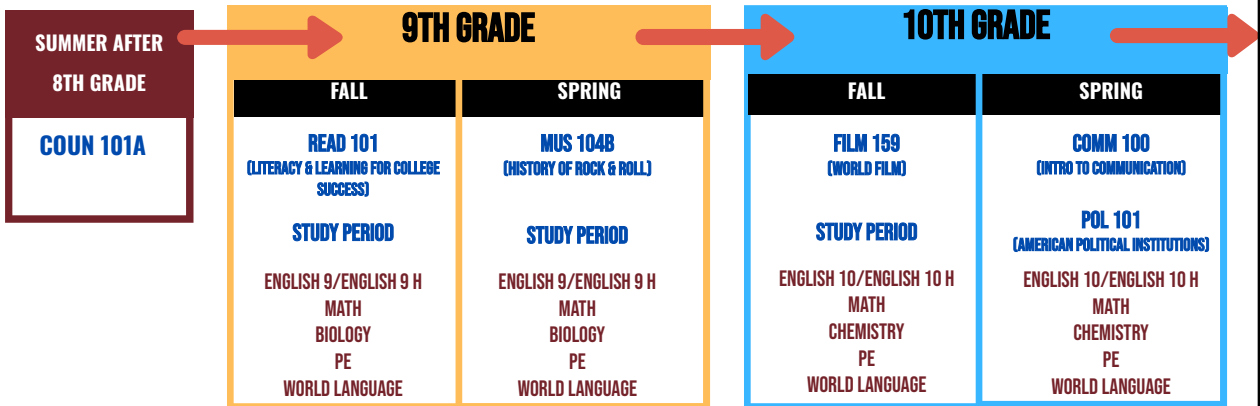 SUMMER AFTER
8TH GRADE
COUN 101A
9TH GRADE
FALL
READ 101
(LITERACY & LEARNING FOR COLLEGE
SUCCESS)
STUDY PERIOD
ENGLISH 9/ENGLISH 9 H
MATH
BIOLOGY
PE
WORLD LANGUAGE
SPRING
MUS 104B
(HISTORY OF ROCK & ROLL)
STUDY PERIOD
ENGLISH 9/ENGLISH 9 H
MATH
BIOLOGY
PE
WORLD LANGUAGE
10TH GRADE
FALL
FILM 159
(WORLD FILM)
STUDY PERIOD
ENGLISH 10/ENGLISH 10 H
MATH
CHEMISTRY
PE
WORLD LANGUAGE
SPRING
COMM 100
(INTRO TO COMMUNICATION)
POL 101
(AMERICAN POLITICAL INSTITUTIONS)
ENGLISH 10/ENGLISH 10 H
MATH
CHEMISTRY
PE
WORLD LANGUAGE